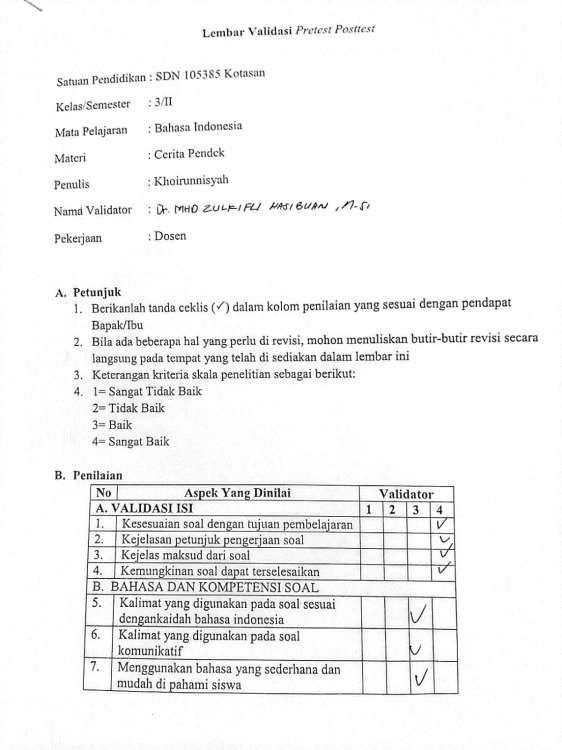 Lembar Validasi Pretest Posttest
Satuan Pendidikan : SDN 105385 Kotasan
Kelas/Semester : 3/II
Mata Pelajaran : Bahasa Indonesia
Materi : Cerita Pendek
Penulis : Khoirunnisyah
Nama Validator : Dr. MHD ZULKIFLI HASIBUAN, M.Si
Pekerjaan : Dosen
A. Petunjuk
1. Berikanlah tanda ceklis (✓) dalam kolom penilaian yang sesuai dengan pendapat
Bapak/Ibu
2. Bila ada beberapa hal yang perlu di revisi, mohon menuliskan butir-butir revisi secara
langsung pada tempat yang telah di sediakan dalam lembar ini
3. Keterangan kriteria skala penelitian sebagai berikut:
4. 1= Sangat Tidak Baik
2= Tidak Baik
3= Baik
4= Sangat Baik
B. Penilaian
No Aspek Yang Dinilai Validator
A. VALIDASI ISI 1 2 3 4
1. Kesesuaian soal dengan tujuan pembelajaran ✓
2. Kejelasan petunjuk pengerjaan soal ✓
3. Kejelas maksud dari soal ✓
4. Kemungkinan soal dapat terselesaikan ✓
B. BAHASA DAN KOMPETENSI SOAL
5. Kalimat yang digunakan pada soal sesuai
dengankaidah bahasa indonesia ✓
6. Kalimat yang digunakan pada soal
komunikatif ✓
7. Menggunakan bahasa yang sederhana dan
mudah di pahami siswa ✓